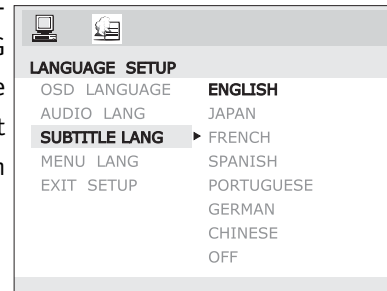 LANGUAGE SETUP
OSD LANGUAGE
AUDIO LANG
SUBTITLE LANG
MENU LANG
EXIT SETUP
ENGLISH
JAPAN
FRENCH
SPANISH
PORTUGUESE
GERMAN
CHINESE
OFF